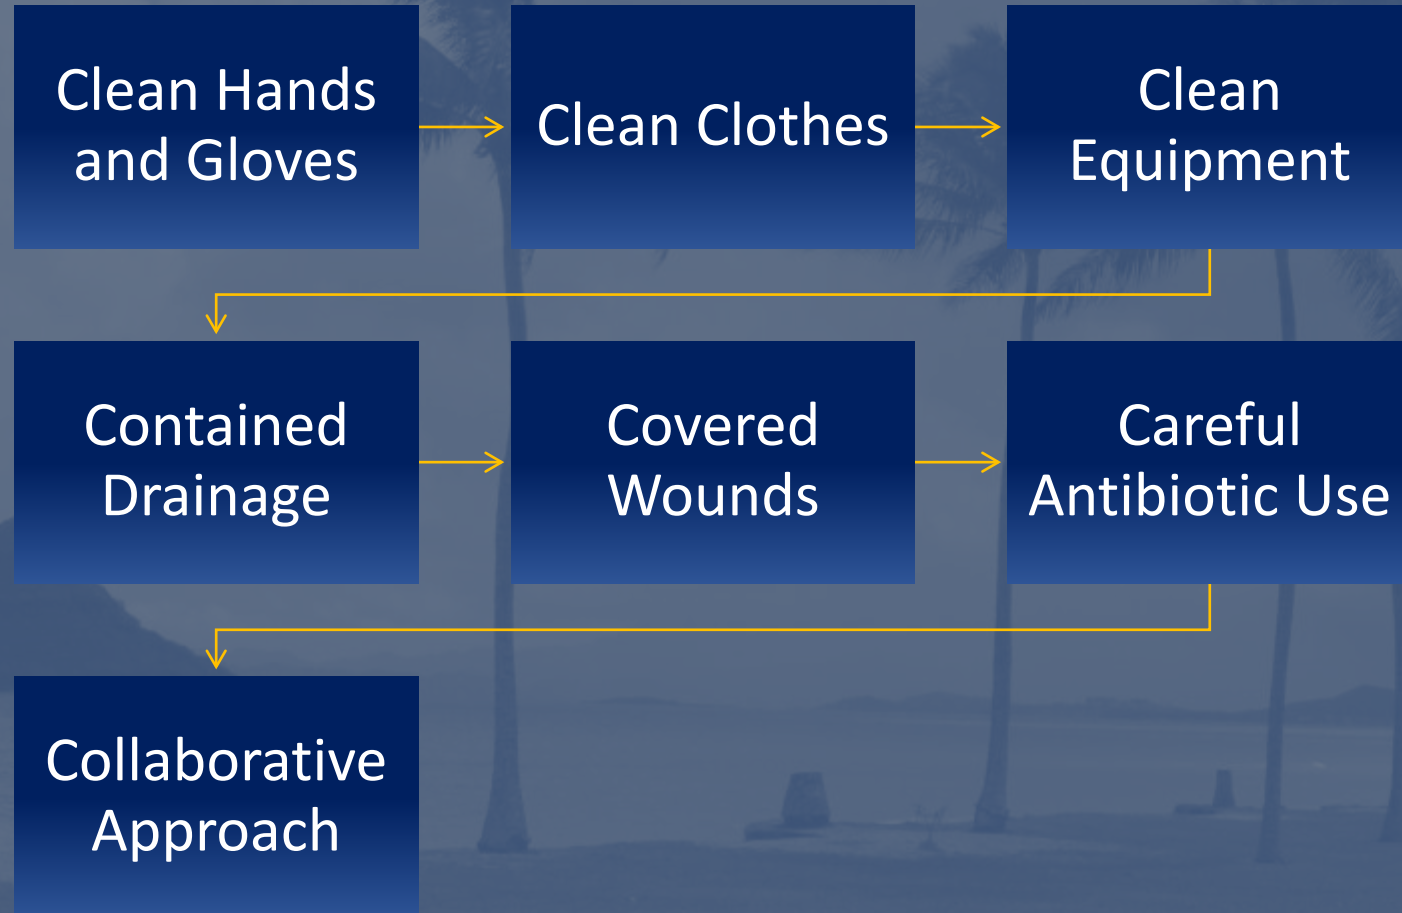 Clean Hands
and Gloves
Clean Clothes
Clean
Equipment
Contained
Drainage
Covered
Wounds
Careful
Antibiotic Use
Collaborative
Approach